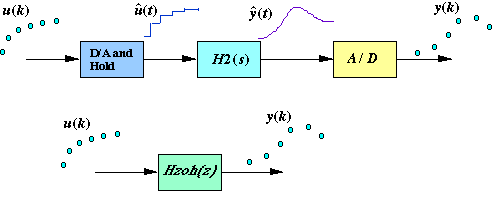 u(k)
û(t)
ŷ(t)
y(k)
D/A and
Hold
H2(s)
A/D
u(k)
y(k)
Hzoh(z)